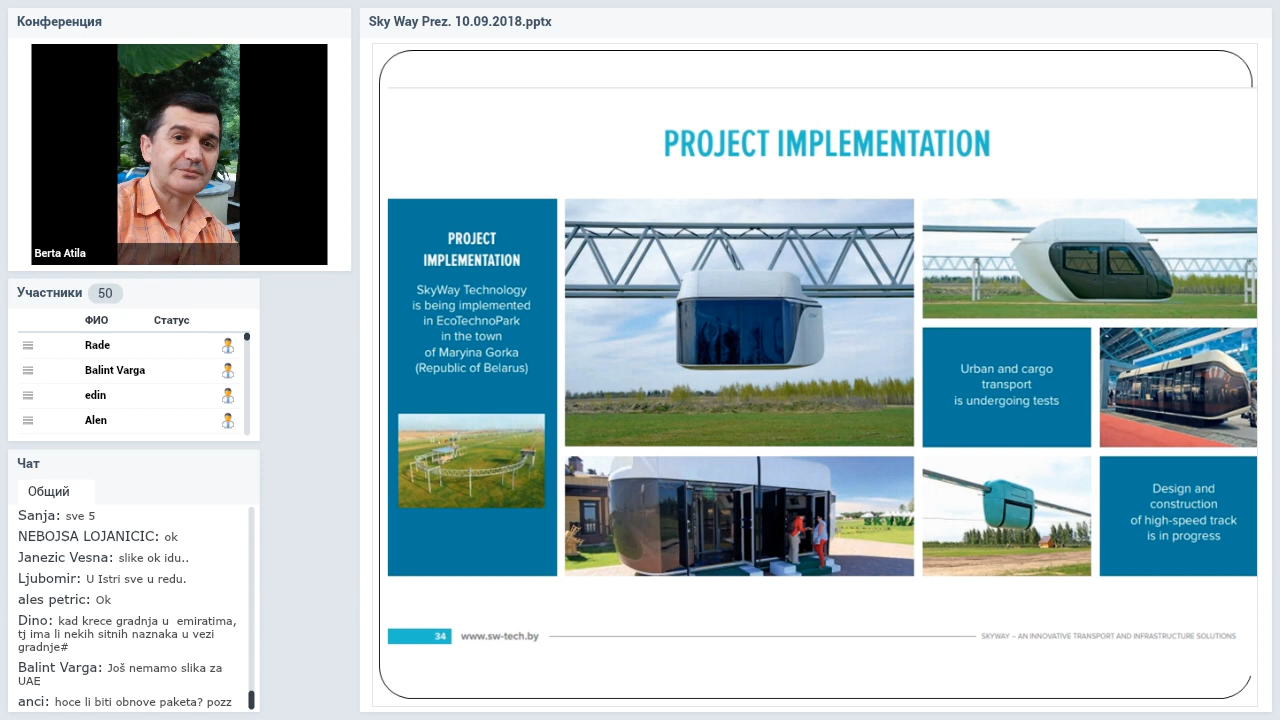 Конференция
Berta Atila
Участники 50
ФИО Статус
Rade
Balint Varga
edin
Alen
Чат
Общий
Sanja: sve 5
NEBOJSA LOJANICIC: ok
Janezic Vesna: slike ok idu..
Ljubomir: U Istri sve u redu.
ales petric: Ok
Dino: kad krece gradnja u emiratima,
tj ima li nekih sitnih naznaka u vezi
gradnje#
Balint Varga: Još nemamo slika za
UAE
anci: hoce li biti obnove paketa? pozz
Sky Way Prez. 10.09.2018.pptx
PROJECT IMPLEMENTATION
PROJECT
IMPLEMENTATION
SkyWay Technology
is being implemented
in EcoTechnoPark
in the town
of Maryina Gorka
(Republic of Belarus)
Urban and cargo
transport
is undergoing tests
SKYW
Design and
construction
of high-speed track
is in progress
34 www.sw-tech.by
SKYWAY – AN INNOVATIVE TRANSPORT AND INFRASTRUCTURE SOLUTIONS